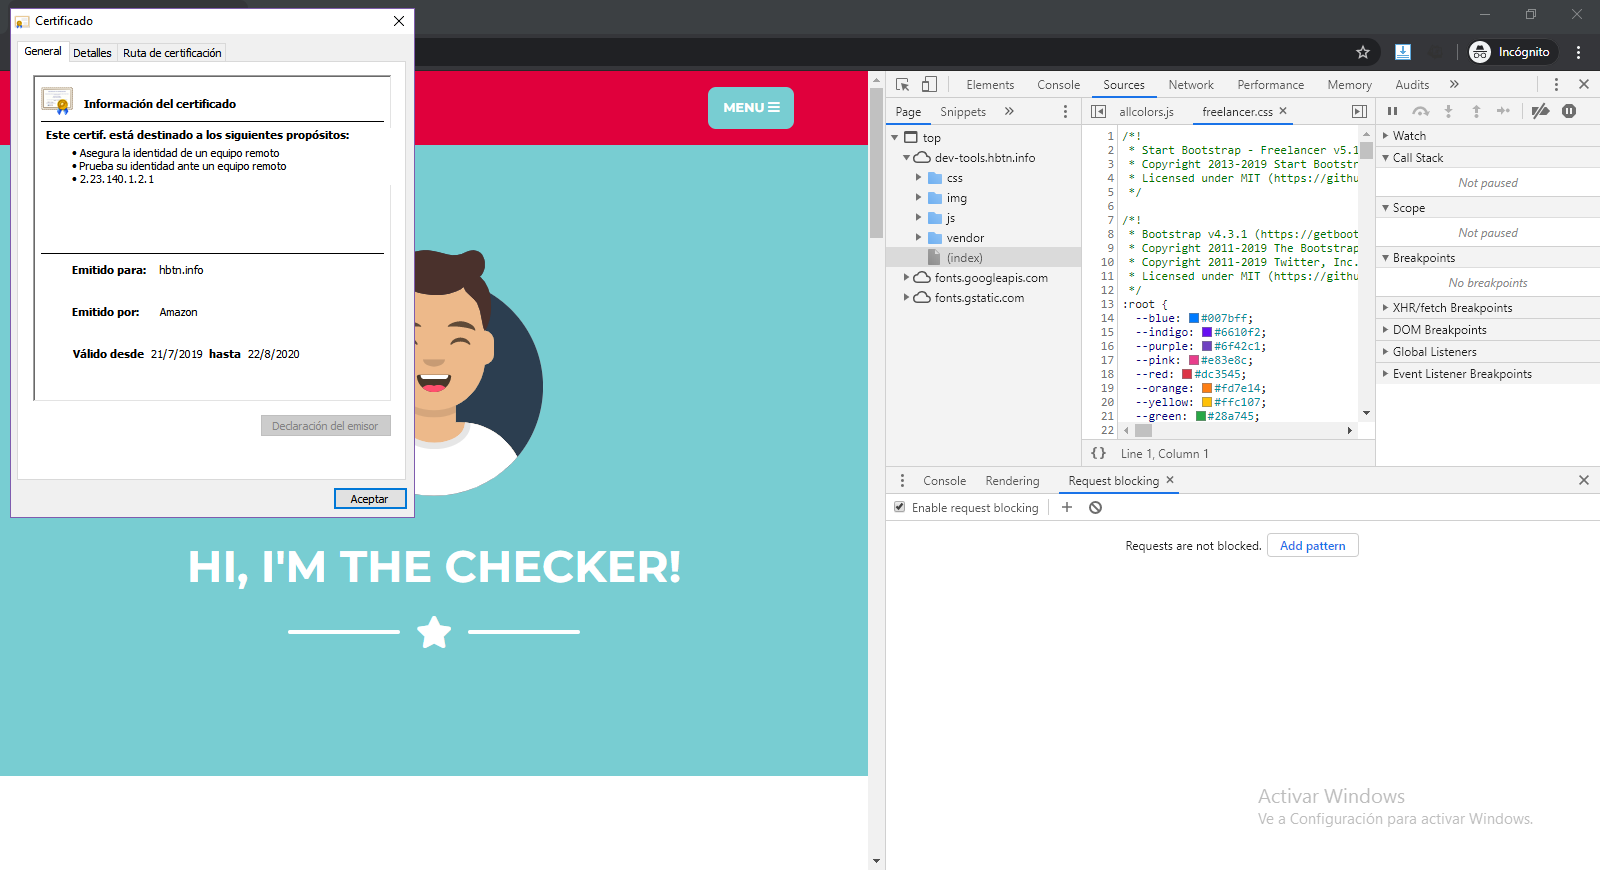 Certificado
General
Detalles
Ruta de certificación
Información del certificado
Este certif. está destinado a los siguientes propósitos:
• Asegura la identidad de un equipo remoto
• Prueba su identidad ante un equipo remoto
• 2.23.140.1.2.1
Emitido para: hbtn.info
Emitido por: Amazon
Válido desde 21/7/2019 hasta 22/8/2020
Declaración del emisor
Aceptar
Incógnito
MENU
HI, I'M THE CHECKER!
Elements Console Sources Network Performance Memory Audits »
Page Snippets »
top
dev-tools.hbtn.info
css
img
js
vendor
(index)
fonts.googleapis.com
fonts.gstatic.com
allcolors.js freelancer.css ×
1 /*!
2 * Start Bootstrap - Freelancer v5.1
3 * Copyright 2013-2019 Start Bootstr
4 * Licensed under MIT (https://githu
5 */
6
7 /*!
8 * Bootstrap v4.3.1 (https://getboot
9 * Copyright 2011-2019 The Bootstrap
10 * Copyright 2011-2019 Twitter, Inc.
11 * Licensed under MIT (https://githu
12 */
13 :root {
14 --blue: #007bff;
15 --indigo: #6610f2;
16 --purple: #6f42c1;
17 --pink: #e83e8c;
18 --red: #dc3545;
19 --orange: #fd7e14;
20 --yellow: #ffc107;
21 --green: #28a745;
22
{} Line 1, Column 1
Watch
Call Stack
Not paused
Scope
Not paused
Breakpoints
No breakpoints
XHR/fetch Breakpoints
DOM Breakpoints
Global Listeners
Event Listener Breakpoints
Console Rendering Request blocking ×
Enable request blocking
Requests are not blocked. Add pattern
Activar Windows
Ve a Configuración para activar Windows.